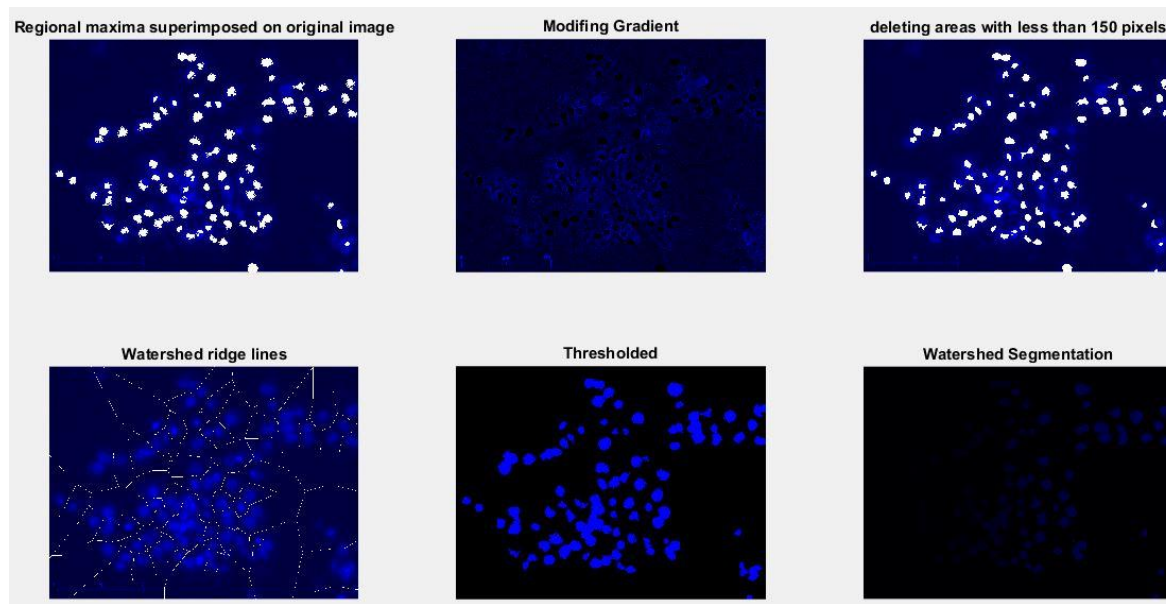 Regional maxima superimposed on original image
Modifing Gradient
deleting areas with less than 150 pixels
Watershed ridge lines
Thresholded
Watershed Segmentation